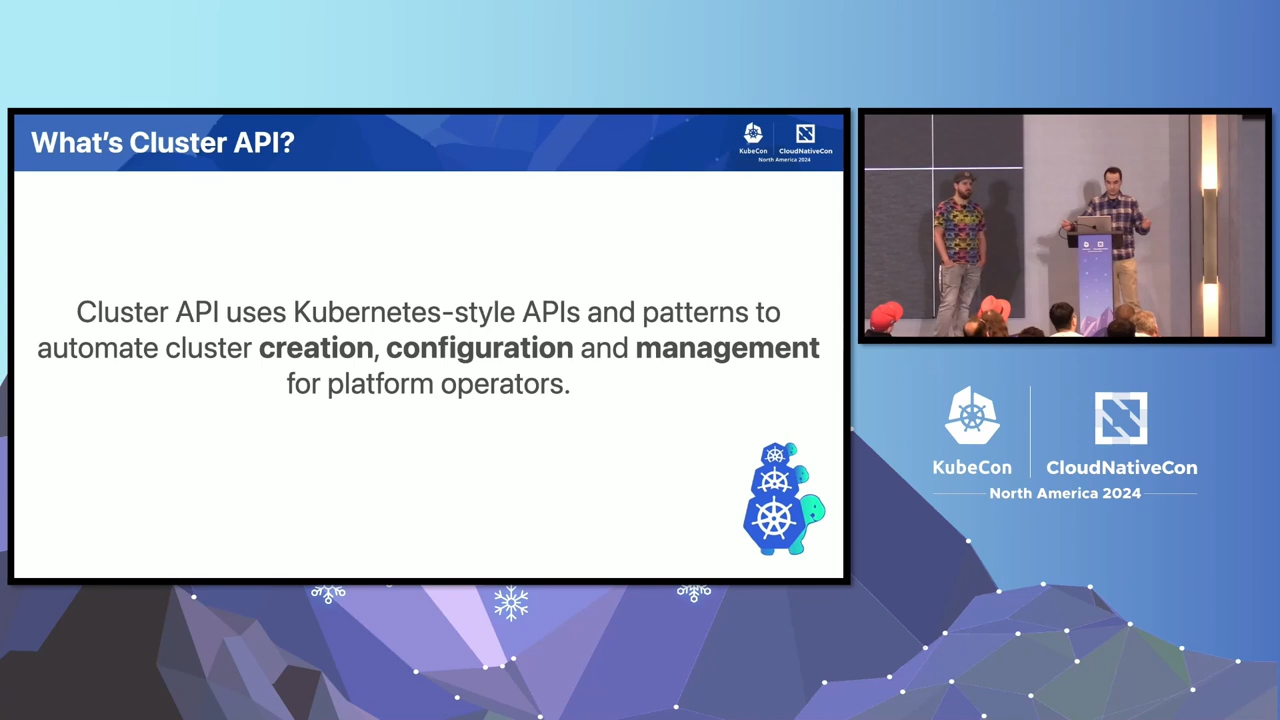 What's Cluster API?
KubeCon
CloudNativeCon
North America 2024
Cluster API uses Kubernetes-style APIs and patterns to
automate cluster creation, configuration and management
for platform operators.
KubeCon
CloudNativeCon
North America 2024